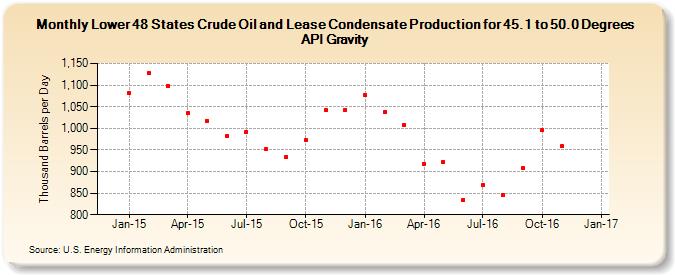 Monthly Lower 48 States Crude Oil and Lease Condensate Production for 45.1 to 50.0 Degrees
API Gravity
Thousand Barrels per Day
1,150
1,100
1,050
1,000
950
900
850
800
Jan-15 Apr-15 Jul-15 Oct-15 Jan-16 Apr-16 Jul-16 Oct-16 Jan-17
Source: U.S. Energy Information Administration